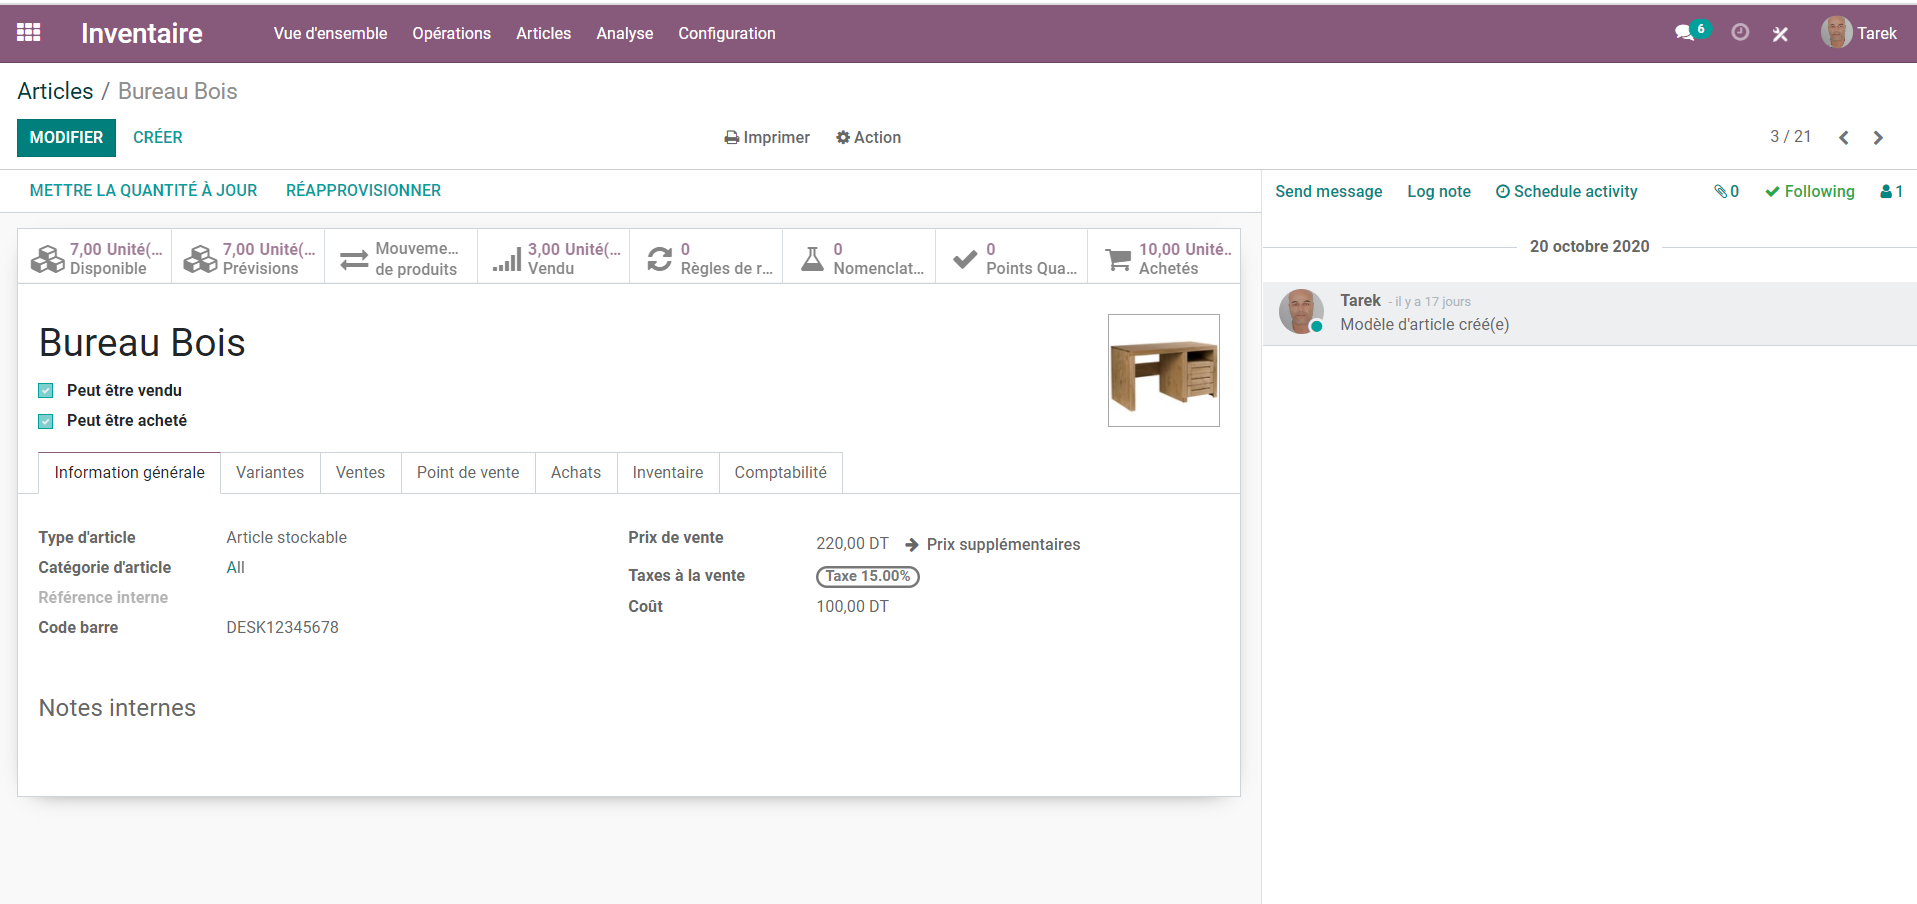 Inventaire Vue d'ensemble Opérations Articles Analyse Configuration 6 Tarek
Articles / Bureau Bois
MODIFIER CRÉER Imprimer Action 3 / 21
METTRE LA QUANTITÉ À JOUR RÉAPPROVISIONNER
Send message Log note Schedule activity 0 Following 1
7,00 Unité(...
Disponible
7,00 Unité(...
Prévisions
Mouveme...
de produits
3,00 Unité(...
Vendu
0
Règles de r...
0
Nomenclat...
0
Points Qua...
10,00 Unité..
Achetés
20 octobre 2020
Tarek - il y a 17 jours
Modèle d'article créé(e)
Bureau Bois
Peut être vendu
Peut être acheté
Information générale Variantes Ventes Point de vente Achats Inventaire Comptabilité
Type d'article Article stockable
Catégorie d'article All
Référence interne
Code barre DESK12345678
Prix de vente 220,00 DT Prix supplémentaires
Taxes à la vente Taxe 15.00%
Coût 100,00 DT
Notes internes